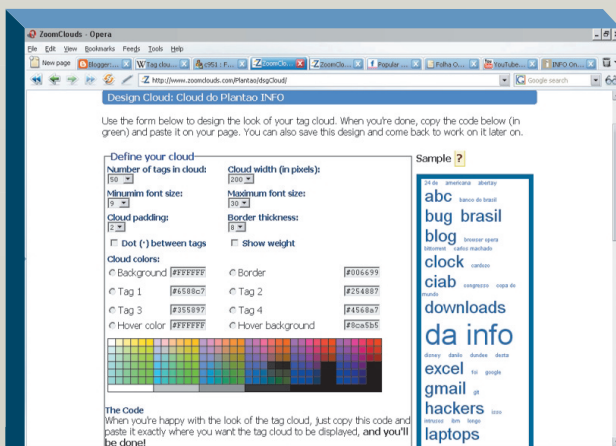 ZoomClouds - Opera
File Edit View Bookmarks Feeds Tools Help
New page Blogger:... Tag clou... c951 : F... ZoomClo... ZoomClo... Popular ... Folha O... YouTube... INFO On...
http://www.zoomclouds.com/Plantao/dsgCloud/ Google search
Design Cloud: Cloud do Plantao INFO
Use the form below to design the look of your tag cloud. When you're done, copy the code below (in
green) and paste it on your page. You can also save this design and come back to work on it later on.
Define your cloud
Number of tags in cloud: Cloud width (in pixels):
50 200
Minumim font size: Maximum font size:
9 30
Cloud padding: Border thickness:
2 8
Dot (·) between tags Show weight
Cloud colors:
Background #FFFFFF Border #006699
Tag 1 #6588c7 Tag 2 #254887
Tag 3 #355897 Tag 4 #4568a7
Hover color #FFFFFF Hover background #8ca5b5
The Code
When you're happy with the look of the tag cloud, just copy this code and
paste it exactly where you want the tag cloud to be displayed, and you'll
be done!
Sample ?
24 de americana
abc banco do brasil
bug brasil
blog browser opera
bittorrent carlos machado
clock cardoso
ciab congresso copa do
mundo
downloads
da info
disney dundee
excel google
gmail
hackers
laptops